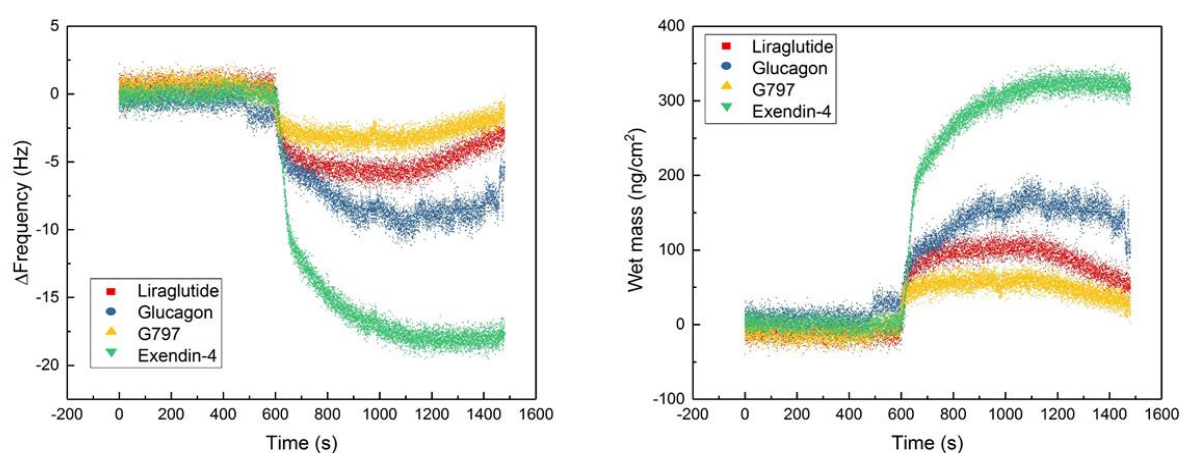 5
0
-5
-10
-15
-20
ΔFrequency (Hz)
Liraglutide
Glucagon
G797
Exendin-4
-200 0 200 400 600 800 1000 1200 1400 1600
Time (s)
400
300
200
100
0
-100
Wet mass (ng/cm²)
Liraglutide
Glucagon
G797
Exendin-4
-200 0 200 400 600 800 1000 1200 1400 1600
Time (s)